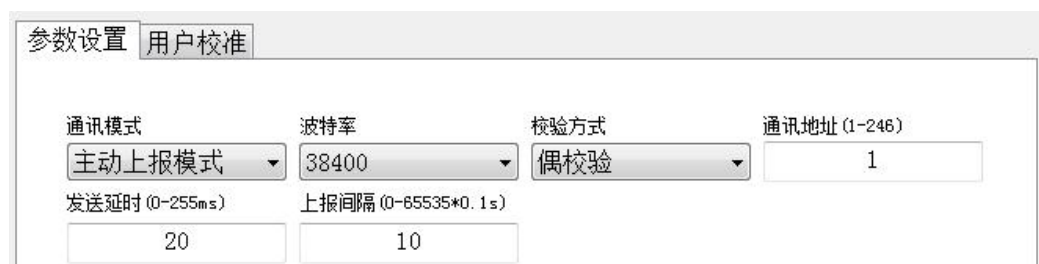 参数设置 用户校准
通讯模式 波特率 校验方式 通讯地址(1-246)
主动上报模式 38400 偶校验 1
发送延时(0-255ms) 上报间隔(0-65535*0.1s)
20 10